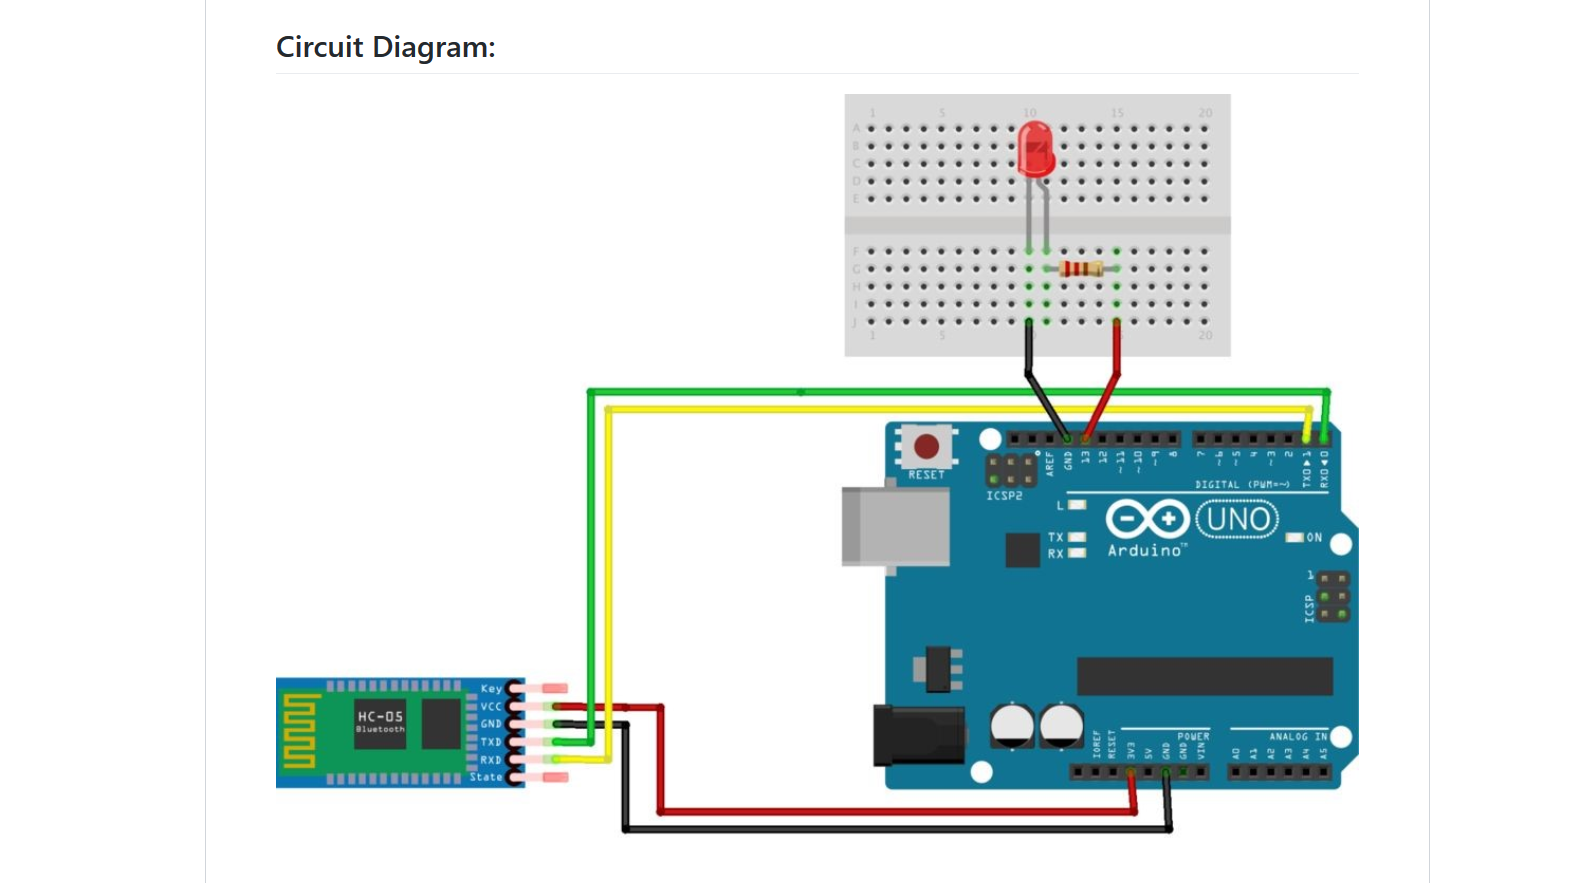 Circuit Diagram:
1 5 10 15 20
A
B
C
D
E
F
G
H
I
J
1 5 20
RESET
ICSP2
AREF
GND
13
12
~11
~10
~9
8
7
~6
~5
4
~3
2
TX0▶1
RX0◀0
DIGITAL (PWM=~)
L
TX
RX
UNO
Arduino™
ON
1
ICSP
HC-05
Bluetooth
Key
VCC
GND
TXD
RXD
State
POWER
ANALOG IN
IOREF
RESET
3V3
5V
GND
GND
VIN
A0
A1
A2
A3
A4
A5